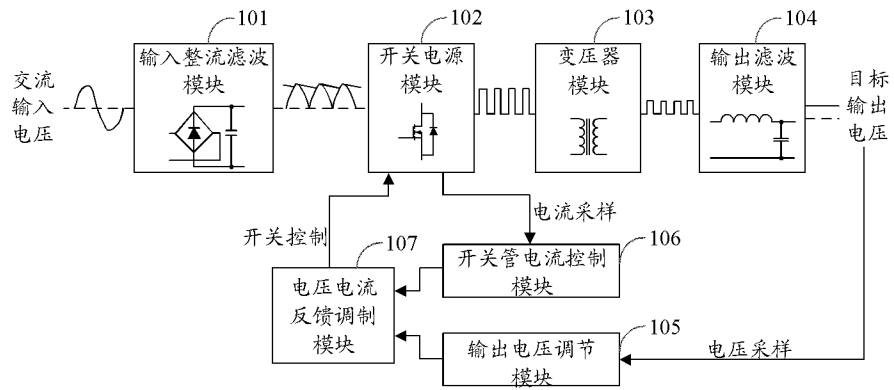 101
102
103
104
输入整流滤波
模块
开关电源
模块
变压器
模块
输出滤波
模块
交流
输入
电压
目标
输出
电压
开关控制
电流采样
107
106
电压电流
反馈调制
模块
开关管电流控制
模块
105
输出电压调节
模块
电压采样